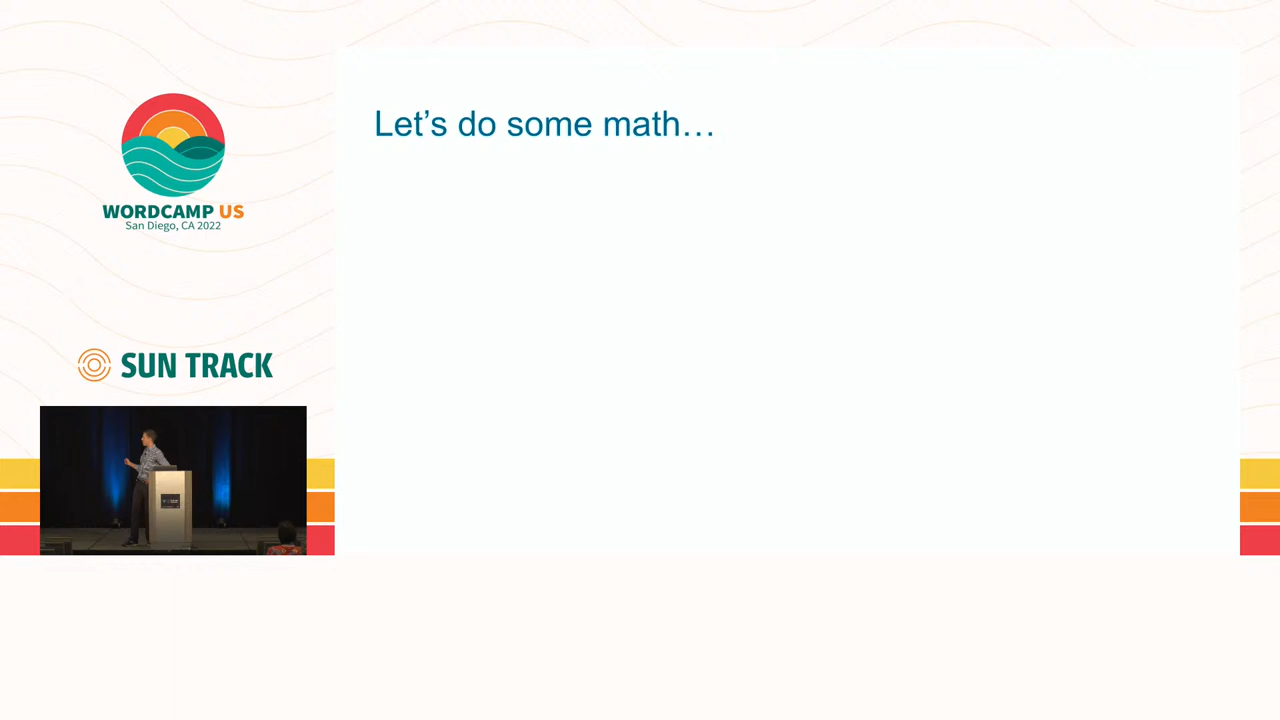 Let's do some math…
WORDCAMP US
San Diego, CA 2022
SUN TRACK